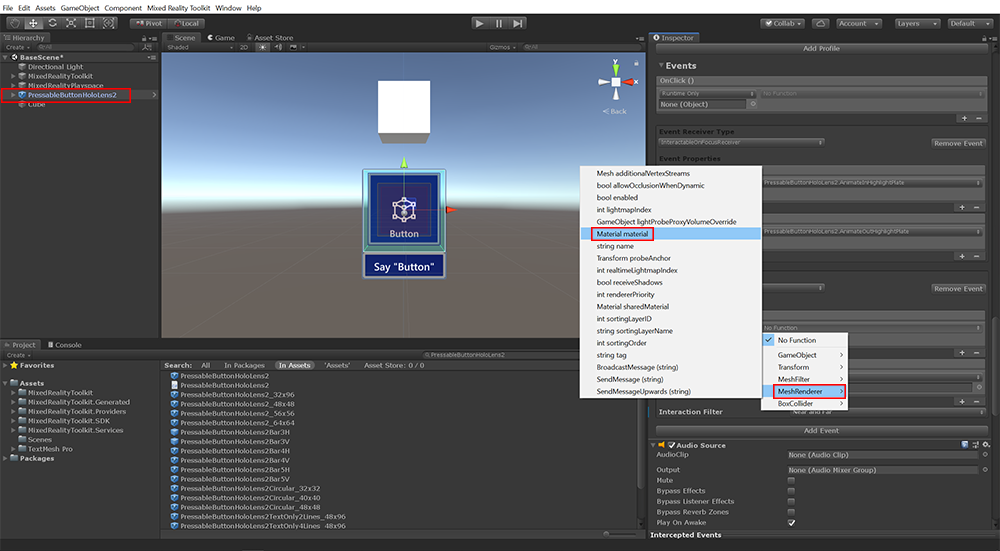 File Edit Assets GameObject Component Mixed Reality Toolkit Window Help
Pivot Local Collab Account Layers Default
Hierarchy
Create All
BaseScene*
Directional Light
MixedRealityToolkit
MixedRealityPlayspace
PressableButtonHoloLens2
Cube
Scene Game Asset Store
Shaded 2D Gizmos All
y
x
Back
Button
Say "Button"
Inspector
Add Profile
Events
OnClick ()
Runtime Only No Function
None (Object)
Event Receiver Type
InteractableOnFocusReceiver Remove Event
Event Properties
PressableButtonHoloLens2.AnimateInHighlightPlate
PressableButtonHoloLens2.AnimateOutHighlightPlate
Remove Event
No Function
Mesh additionalVertexStreams
bool allowOcclusionWhenDynamic
bool enabled
int lightmapIndex
GameObject lightProbeProxyVolumeOverride
Material material
string name
Transform probeAnchor
int realtimeLightmapIndex
bool receiveShadows
int rendererPriority
Material sharedMaterial
int sortingLayerID
string sortingLayerName
int sortingOrder
string tag
BroadcastMessage (string)
SendMessage (string)
SendMessageUpwards (string)
No Function
GameObject
Transform
MeshFilter
MeshRenderer
BoxCollider
Interaction Filter Near and Far
Add Event
Audio Source
AudioClip None (Audio Clip)
Output None (Audio Mixer Group)
Mute
Bypass Effects
Bypass Listener Effects
Bypass Reverb Zones
Play On Awake
Intercepted Events
Project Console
Create PressableButtonHoloLens2
Favorites
Assets
MixedRealityToolkit
MixedRealityToolkit.Generated
MixedRealityToolkit.Providers
MixedRealityToolkit.SDK
MixedRealityToolkit.Services
Scenes
TextMesh Pro
Packages
Search: All In Packages In Assets 'Assets' Asset Store: 0 / 0
PressableButtonHoloLens2
PressableButtonHoloLens2
PressableButtonHoloLens2_32x96
PressableButtonHoloLens2_48x48
PressableButtonHoloLens2_56x56
PressableButtonHoloLens2_64x64
PressableButtonHoloLens2Bar3H
PressableButtonHoloLens2Bar3V
PressableButtonHoloLens2Bar4H
PressableButtonHoloLens2Bar4V
PressableButtonHoloLens2Bar5H
PressableButtonHoloLens2Bar5V
PressableButtonHoloLens2Circular_32x32
PressableButtonHoloLens2Circular_40x40
PressableButtonHoloLens2Circular_48x48
PressableButtonHoloLens2TextOnly2Lines_48x96
PressableButtonHoloLens2TextOnly4Lines_48x96